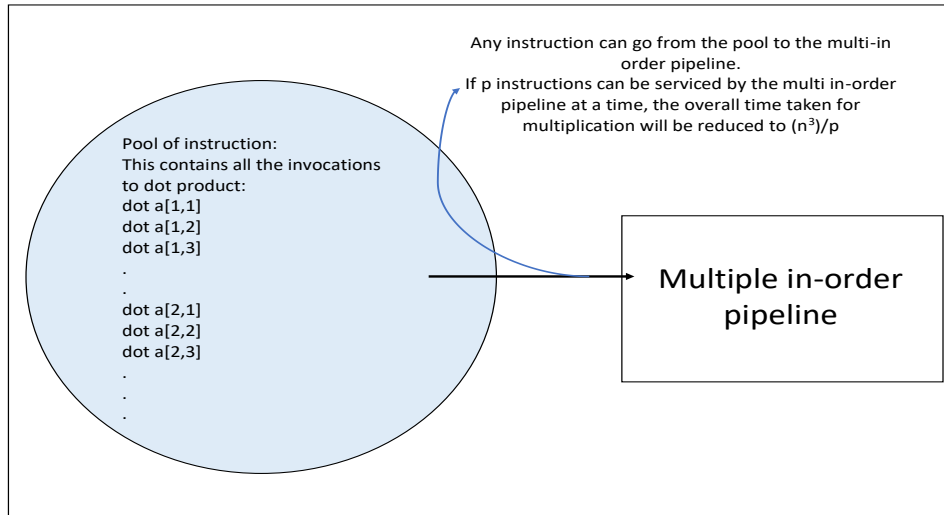 Any instruction can go from the pool to the multi-in
order pipeline.
If p instructions can be serviced by the multi in-order
pipeline at a time, the overall time taken for
multiplication will be reduced to (n³)/p
Pool of instruction:
This contains all the invocations
to dot product:
dot a[1,1]
dot a[1,2]
dot a[1,3]
.
.
dot a[2,1]
dot a[2,2]
dot a[2,3]
.
.
.
Multiple in-order
pipeline